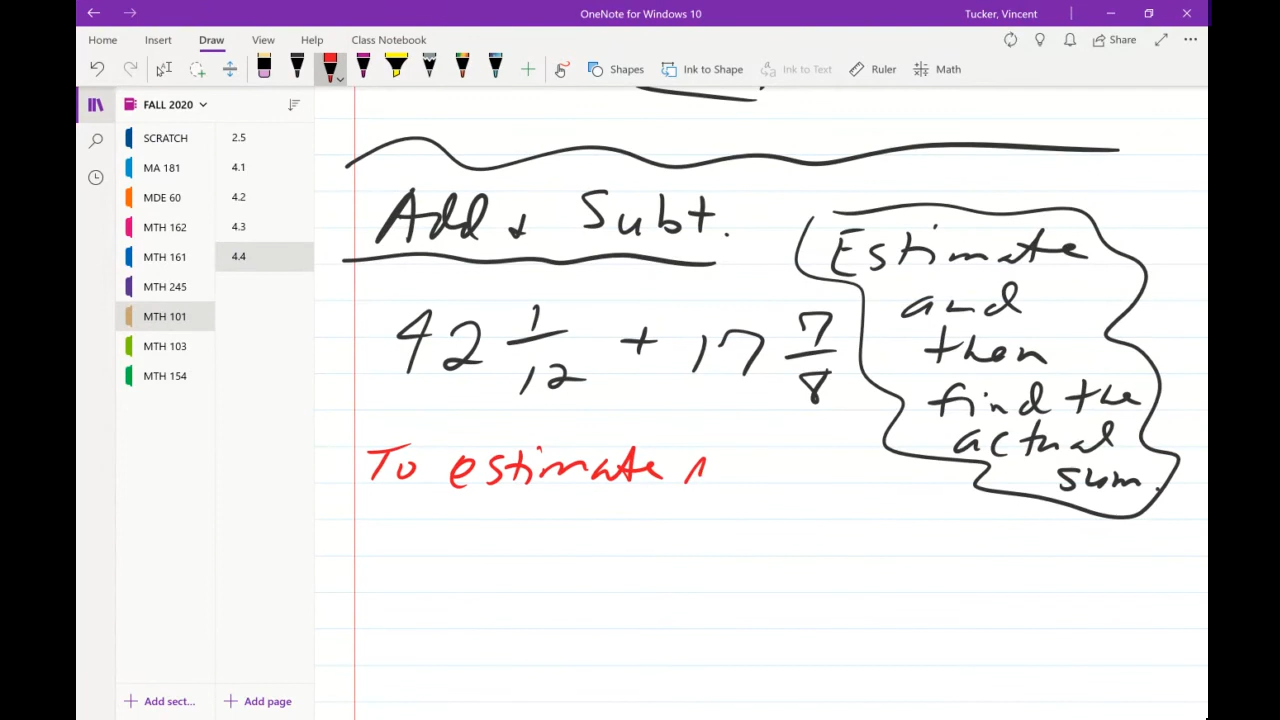 OneNote for Windows 10
Tucker, Vincent
Home Insert Draw View Help Class Notebook
Share
Shapes Ink to Shape Ink to Text Ruler Math
FALL 2020
SCRATCH
MA 181
MDE 60
MTH 162
MTH 161
MTH 245
MTH 101
MTH 103
MTH 154
2.5
4.1
4.2
4.3
4.4
Add sect...
Add page
Add + Subt.
42 1/12 + 17 7/8
Estimate
and
then
find the
actual
sum.
To estimate